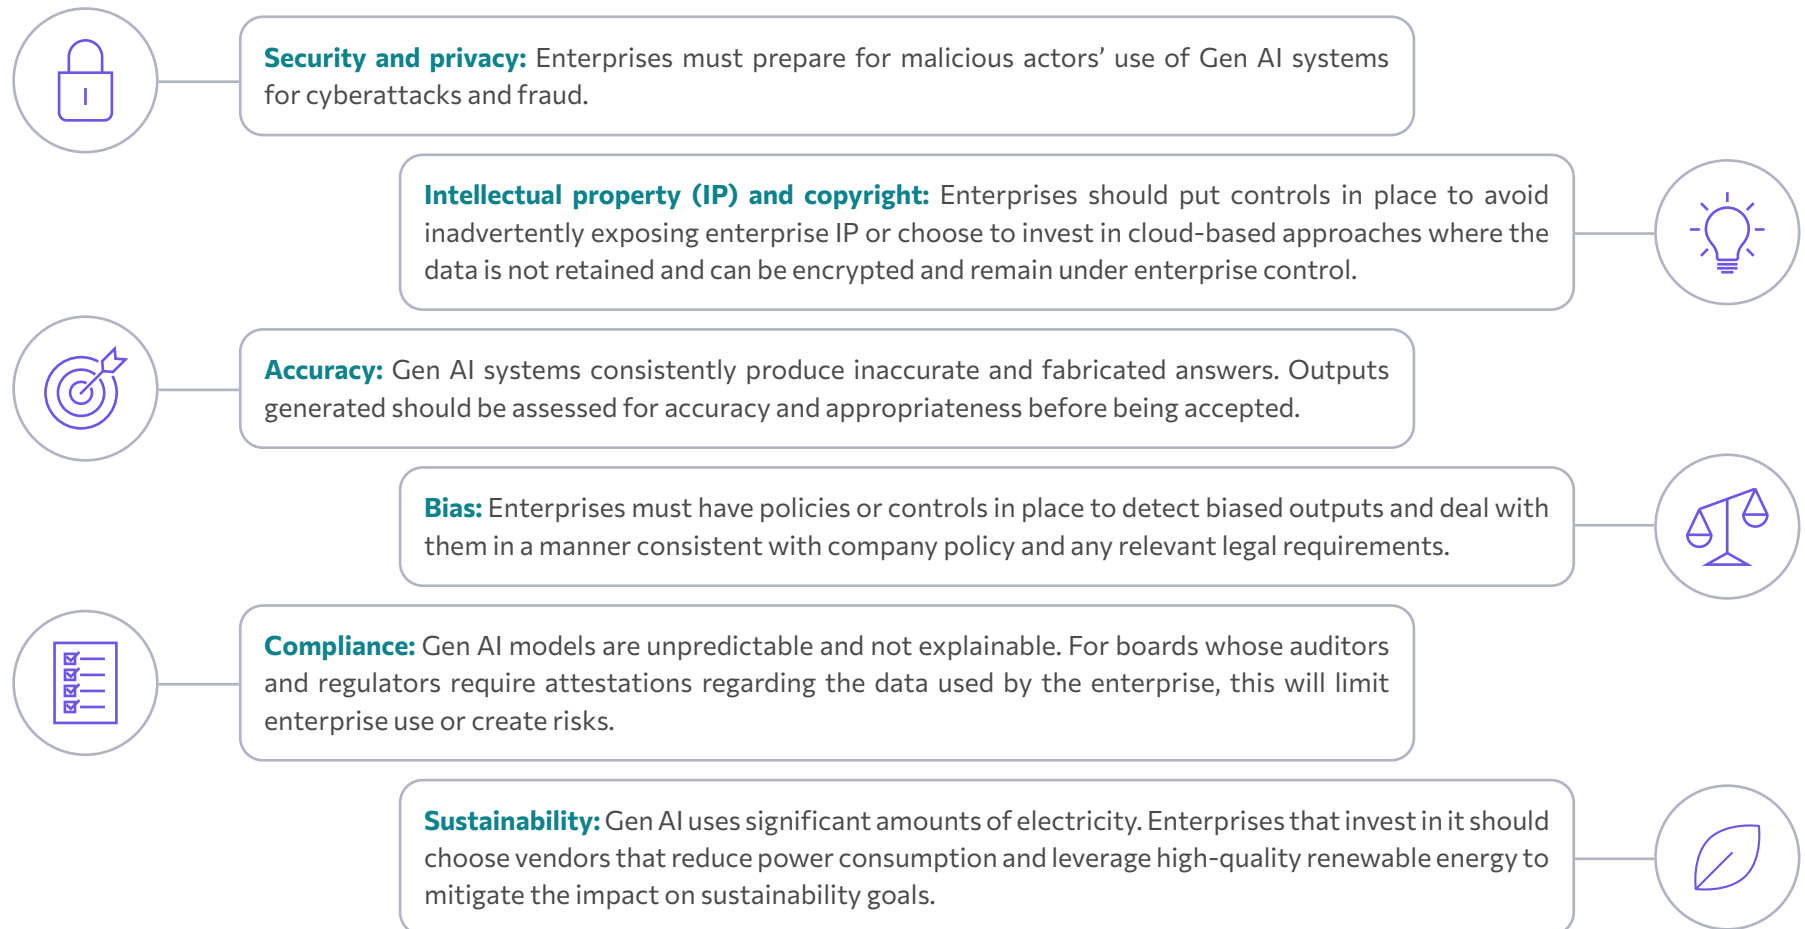 Security and privacy: Enterprises must prepare for malicious actors’ use of Gen AI systems
for cyberattacks and fraud.
Intellectual property (IP) and copyright: Enterprises should put controls in place to avoid
inadvertently exposing enterprise IP or choose to invest in cloud-based approaches where the
data is not retained and can be encrypted and remain under enterprise control.
Accuracy: Gen AI systems consistently produce inaccurate and fabricated answers. Outputs
generated should be assessed for accuracy and appropriateness before being accepted.
Bias: Enterprises must have policies or controls in place to detect biased outputs and deal with
them in a manner consistent with company policy and any relevant legal requirements.
Compliance: Gen AI models are unpredictable and not explainable. For boards whose auditors
and regulators require attestations regarding the data used by the enterprise, this will limit
enterprise use or create risks.
Sustainability: Gen AI uses significant amounts of electricity. Enterprises that invest in it should
choose vendors that reduce power consumption and leverage high-quality renewable energy to
mitigate the impact on sustainability goals.